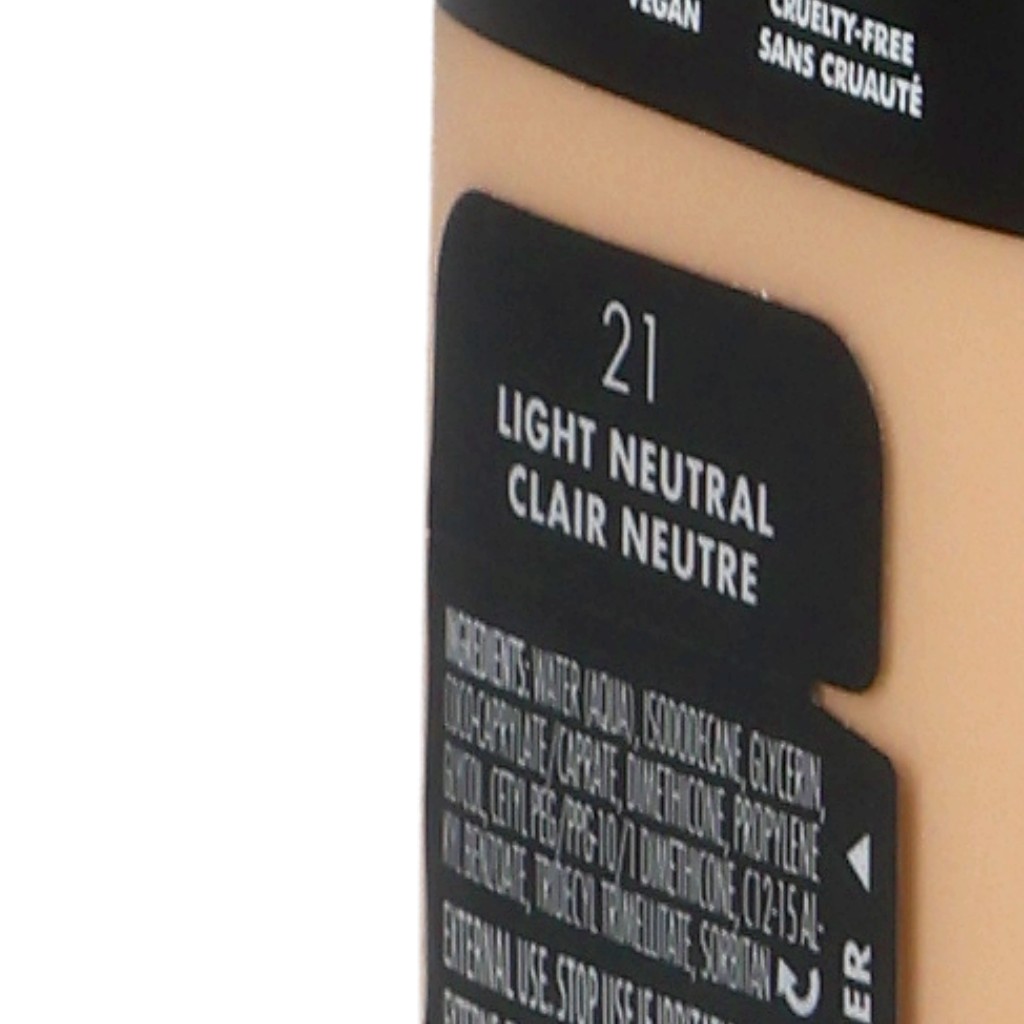 VEGAN
CRUELTY-FREE
SANS CRUAUTÉ
21
LIGHT NEUTRAL
CLAIR NEUTRE
INGREDIENTS: WATER (AQUA), ISODODECANE, GLYCERIN,
COCO-CAPRYLATE/CAPRATE, DIMETHICONE, PROPYLENE
GLYCOL, CETYL PEG/PPG-10/1 DIMETHICONE, C12-15 AL-
KYL BENZOATE, TRIDECYL TRIMELLITATE, SORBITAN
EXTERNAL USE. STOP USE IF
ER